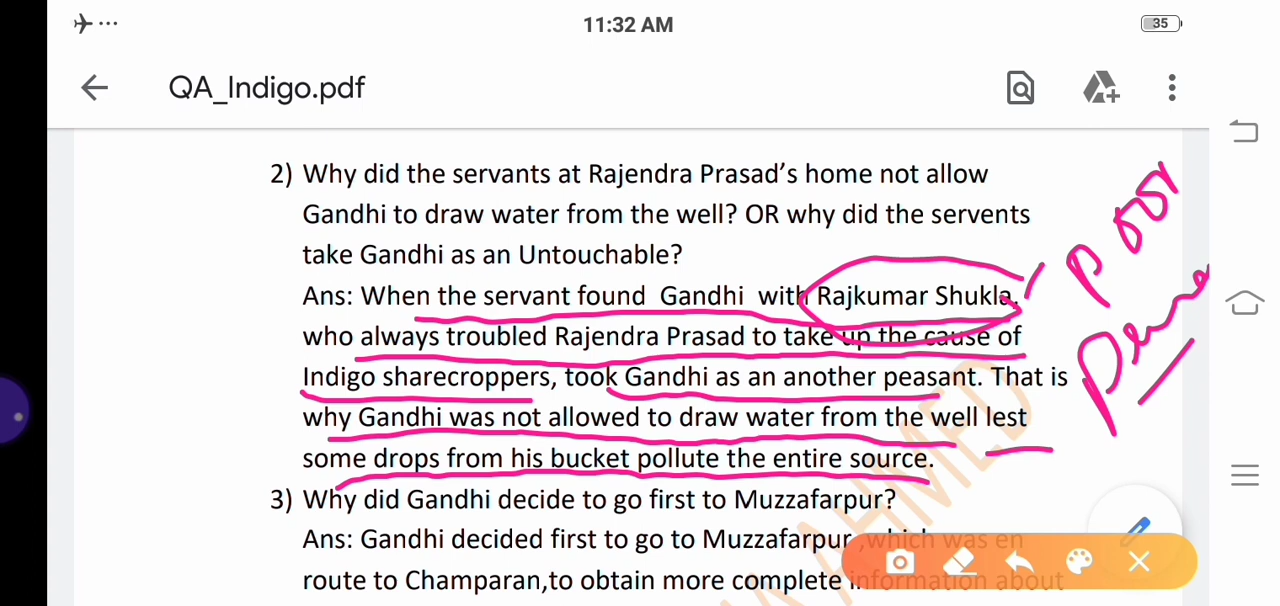 11:32 AM
35
QA_Indigo.pdf
2) Why did the servants at Rajendra Prasad's home not allow
Gandhi to draw water from the well? OR why did the servents
take Gandhi as an Untouchable?
Ans: When the servant found Gandhi with Rajkumar Shukla,
who always troubled Rajendra Prasad to take up the cause of
Indigo sharecroppers, took Gandhi as an another peasant. That is
why Gandhi was not allowed to draw water from the well lest
some drops from his bucket pollute the entire source.
3) Why did Gandhi decide to go first to Muzzafarpur?
Ans: Gandhi decided first to go to Muzzafarpur ,which was en
route to Champaran,to obtain more complete information about
poor
AHMED